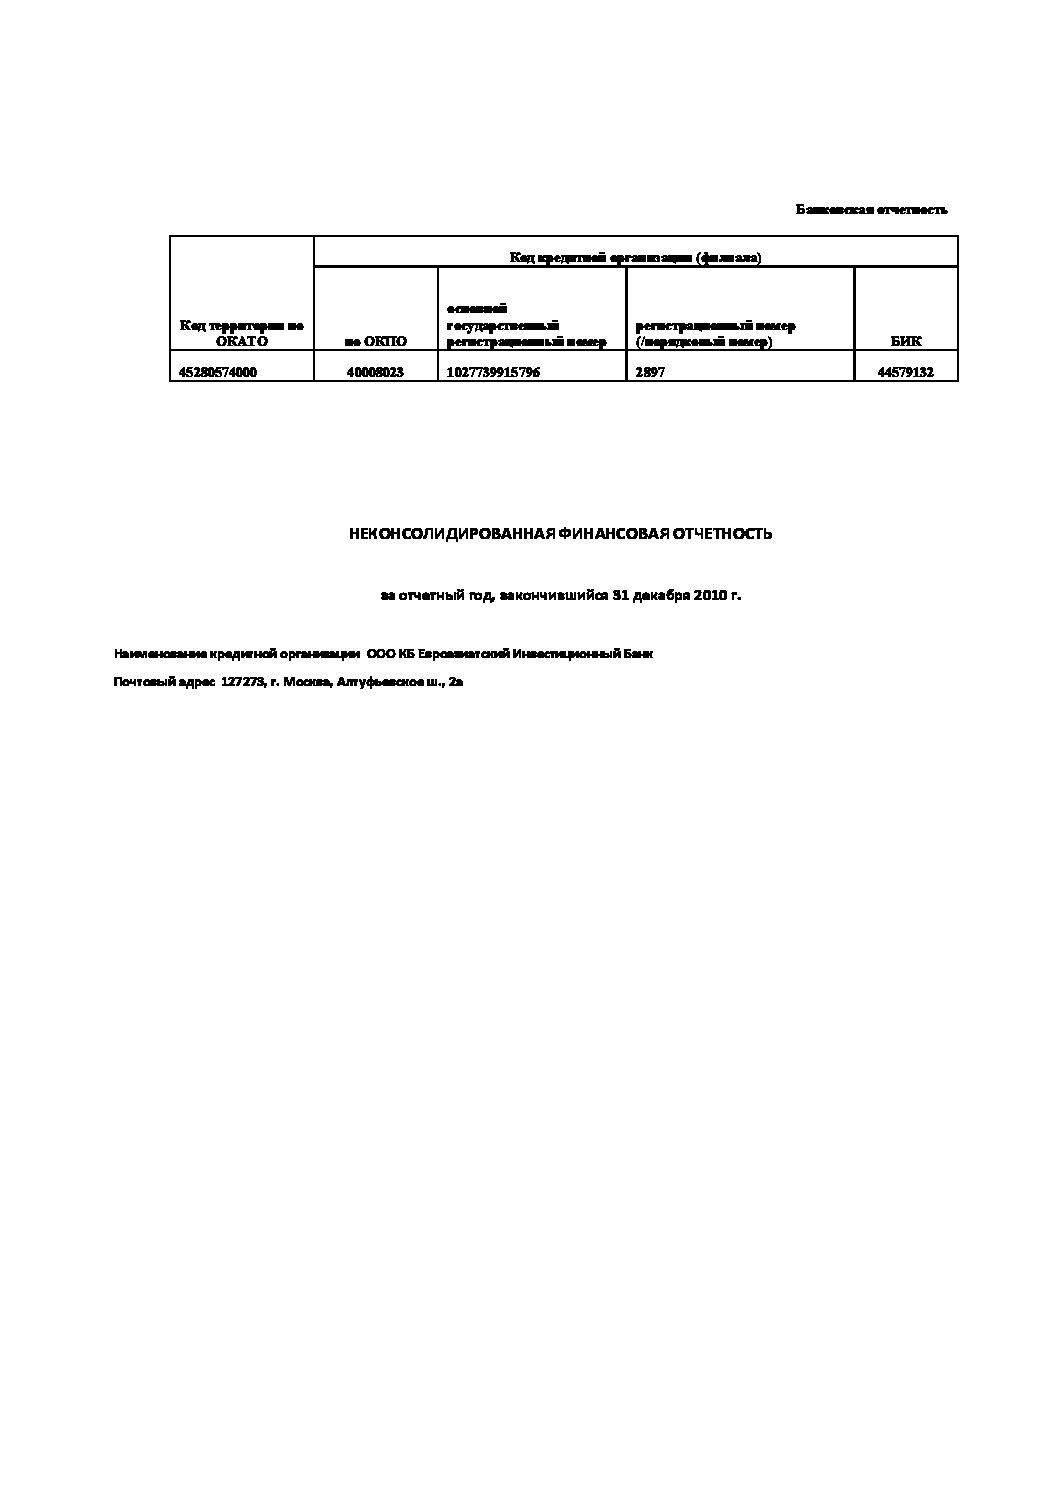 Банковская отчетность
Код кредитной организации (филиала)
Код территории по
ОКАТО
по ОКПО
основной
государственный
регистрационный номер
регистрационный номер
(/порядковый номер)
БИК
45280574000
40008023
1027739915796
2897
44579132
НЕКОНСОЛИДИРОВАННАЯ ФИНАНСОВАЯ ОТЧЕТНОСТЬ
за отчетный год, закончившийся 31 декабря 2010 г.
Наименование кредитной организации ООО КБ Евроазиатский Инвестиционный Банк
Почтовый адрес 127273, г. Москва, Алтуфьевское ш., 2а